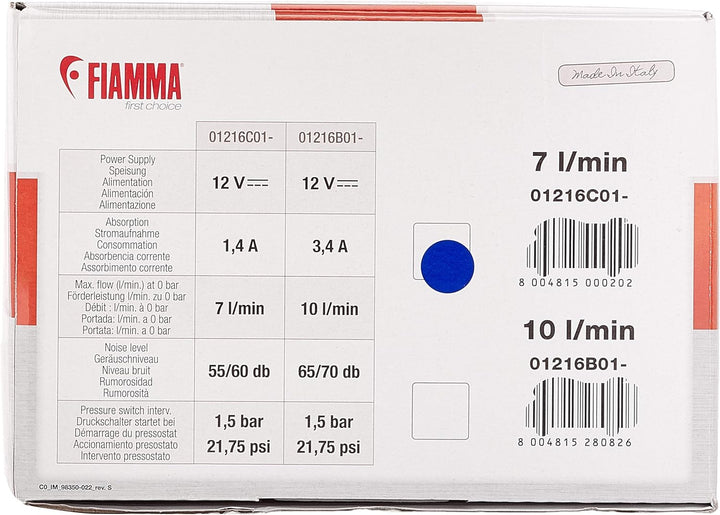 FIAMMA
first choice
Made In Italy
01216C01-
01216B01-
Power Supply
Speisung
Alimentation
Alimentación
Alimentazione
12 V
12 V
Absorption
Stromaufnahme
Consommation
Absorbencia corriente
Assorbimento corrente
1,4 A
3,4 A
Max. flow (l/min.) at 0 bar
Förderleistung l/min. zu 0 bar
Débit : l/min. à 0 bar
Portada: l/min. a 0 bar
Portata: l/min. a 0 bar
7 l/min
10 l/min
Noise level
Geräuschniveau
Niveau bruit
Rumorosidad
Rumorosità
55/60 db
65/70 db
Pressure switch interv.
Druckschalter startet bei
Démarrage du pressostat
Accionamiento presostato
Intervento pressostato
1,5 bar
21,75 psi
1,5 bar
21,75 psi
7 l/min
01216C01-
8 004815 000202
10 l/min
01216B01-
8 004815 280826
C0_IM_98350-022_rev. S